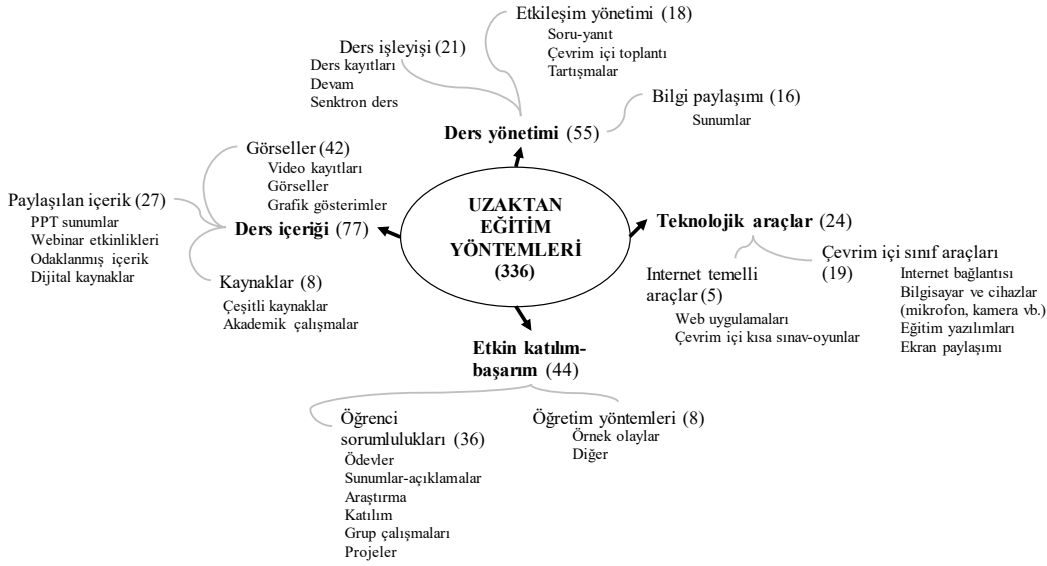 Etkileşim yönetimi (18)
Soru-yanıt
Çevrim içi toplantı
Tartışmalar
Ders işleyişi (21)
Ders kayıtları
Devam
Senktron ders
Bilgi paylaşımı (16)
Sunumlar
Ders yönetimi (55)
Görseller (42)
Video kayıtları
Görseller
Grafik gösterimler
Paylaşılan içerik (27)
PPT sunumlar
Webinar etkinlikleri
Odaklanmış içerik
Dijital kaynaklar
Ders içeriği (77)
Kaynaklar (8)
Çeşitli kaynaklar
Akademik çalışmalar
UZAKTAN
EĞİTİM
YÖNTEMLERİ
(336)
Teknolojik araçlar (24)
Internet temelli
araçlar (5)
Web uygulamaları
Çevrim içi kısa sınav-oyunlar
Çevrim içi sınıf araçları
(19)
Internet bağlantısı
Bilgisayar ve cihazlar
(mikrofon, kamera vb.)
Eğitim yazılımları
Ekran paylaşımı
Etkin katılım-
başarım (44)
Öğrenci
sorumlulukları (36)
Ödevler
Sunumlar-açıklamalar
Araştırma
Katılım
Grup çalışmaları
Projeler
Öğretim yöntemleri (8)
Örnek olaylar
Diğer